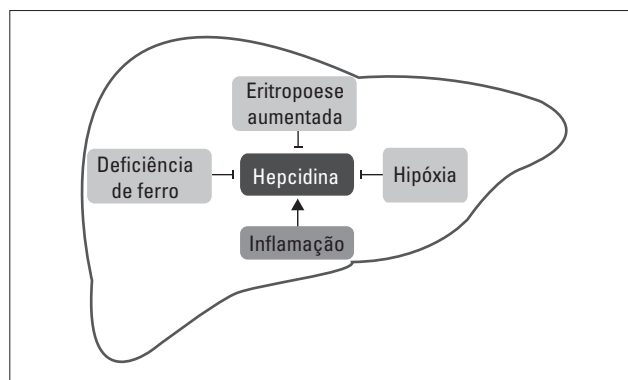 Eritropoese
aumentada
Deficiência
de ferro
Hepcidina
Hipóxia
Inflamação